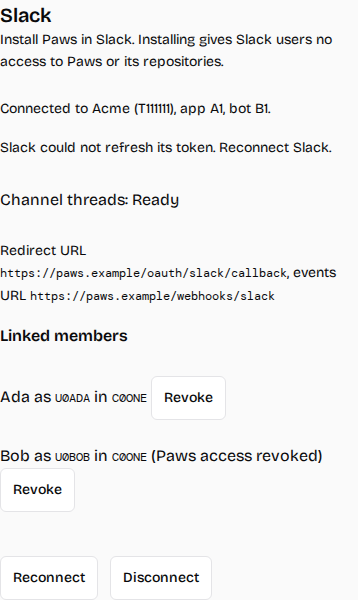 Slack
Install Paws in Slack. Installing gives Slack users no
access to Paws or its repositories.
Connected to Acme (T111111), app A1, bot B1.
Slack could not refresh its token. Reconnect Slack.
Channel threads: Ready
Redirect URL
https://paws.example/oauth/slack/callback, events
URL https://paws.example/webhooks/slack
Linked members
Ada as U0ADA in C0ONE Revoke
Bob as U0BOB in C0ONE (Paws access revoked)
Revoke
Reconnect Disconnect